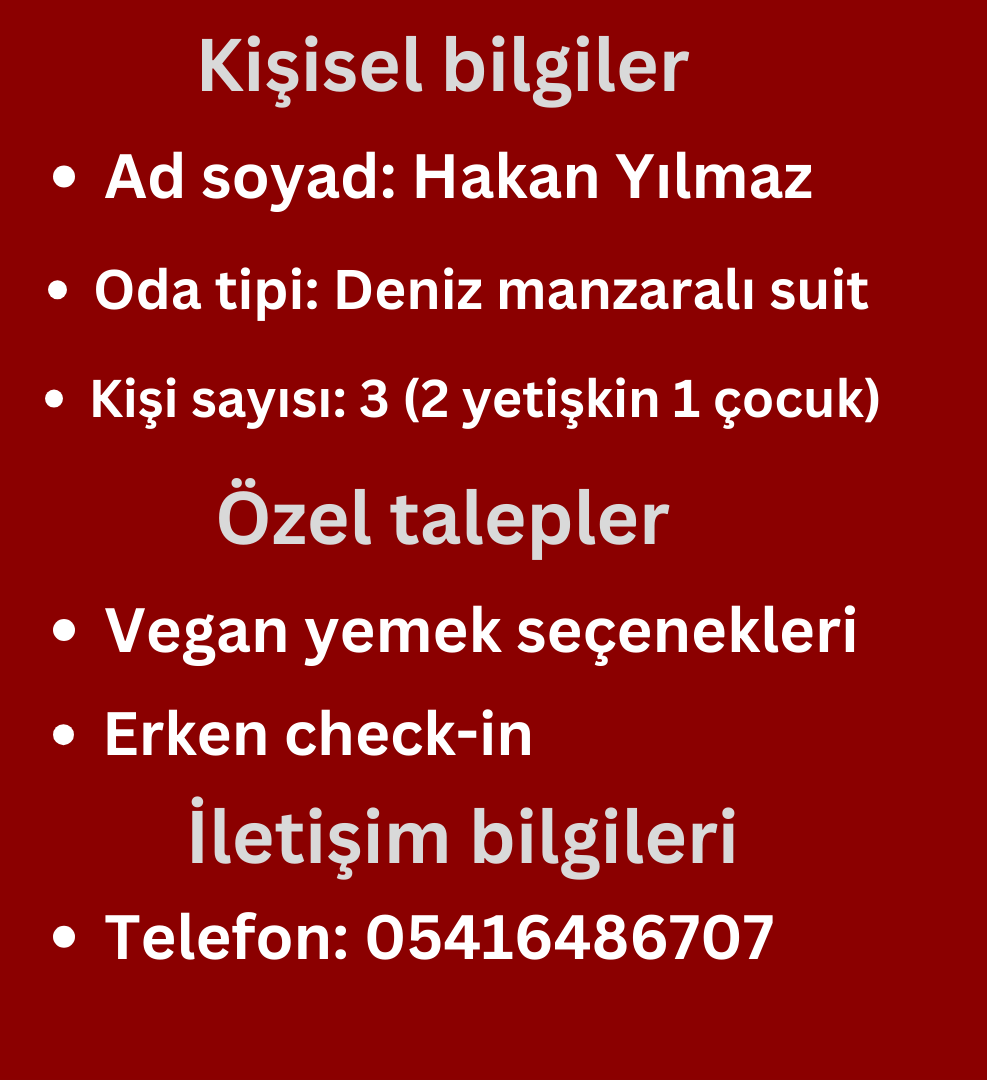 Kişisel bilgiler
• Ad soyad: Hakan Yılmaz
• Oda tipi: Deniz manzaralı suit
• Kişi sayısı: 3 (2 yetişkin 1 çocuk)
Özel talepler
• Vegan yemek seçenekleri
• Erken check-in
İletişim bilgileri
• Telefon: 05416486707